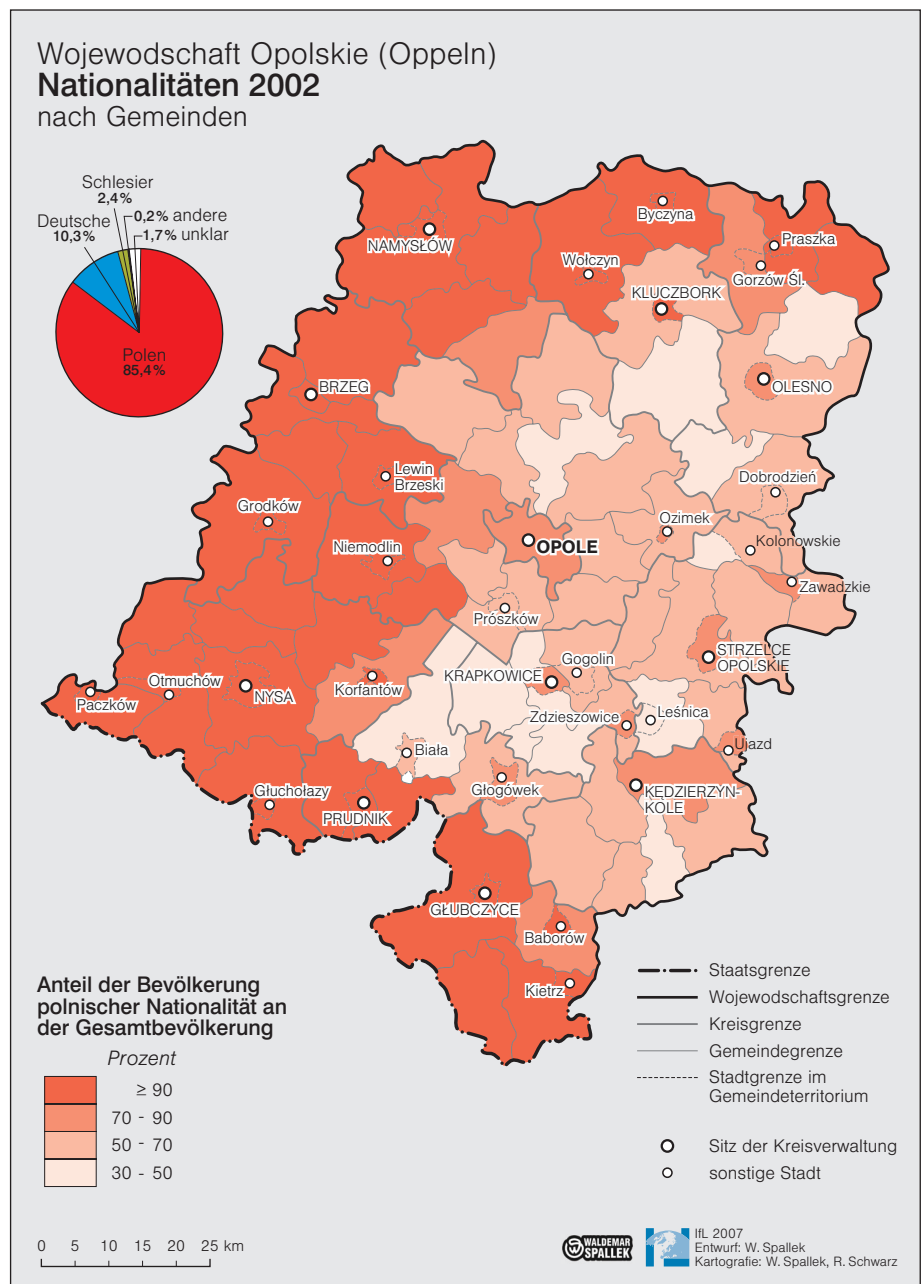 Wojewodschaft Opolskie (Oppeln)
Nationalitäten 2002
nach Gemeinden
Schlesier
2,4%
Deutsche
10,3%
0,2% andere
1,7% unklar
Polen
85,4%
NAMYSŁÓW
Byczyna
Wołczyn
Praszka
Gorzów Śl.
KLUCZBORK
BRZEG
OLESNO
Lewin
Brzeski
Grodków
Dobrodzień
Niemodlin
OPOLE
Ozimek
Kolonowskie
Zawadzkie
Prószków
STRZELCE
OPOLSKIE
Gogolin
KRAPKOWICE
Korfantów
Otmuchów
NYSA
Paczków
Zdzieszowice
Leśnica
Ujazd
Biała
Głogówek
KĘDZIERZYN-
KOŹLE
Głuchołazy
PRUDNIK
GŁUBCZYCE
Baborów
Kietrz
Anteil der Bevölkerung
polnischer Nationalität an
der Gesamtbevölkerung
Prozent
≥ 90
70 - 90
50 - 70
30 - 50
Staatsgrenze
Wojewodschaftsgrenze
Kreisgrenze
Gemeindegrenze
Stadtgrenze im
Gemeindeterritorium
Sitz der Kreisverwaltung
sonstige Stadt
0 5 10 15 20 25 km
WALDEMAR
SPALLEK
IfL 2007
Entwurf: W. Spallek
Kartografie: W. Spallek, R. Schwarz